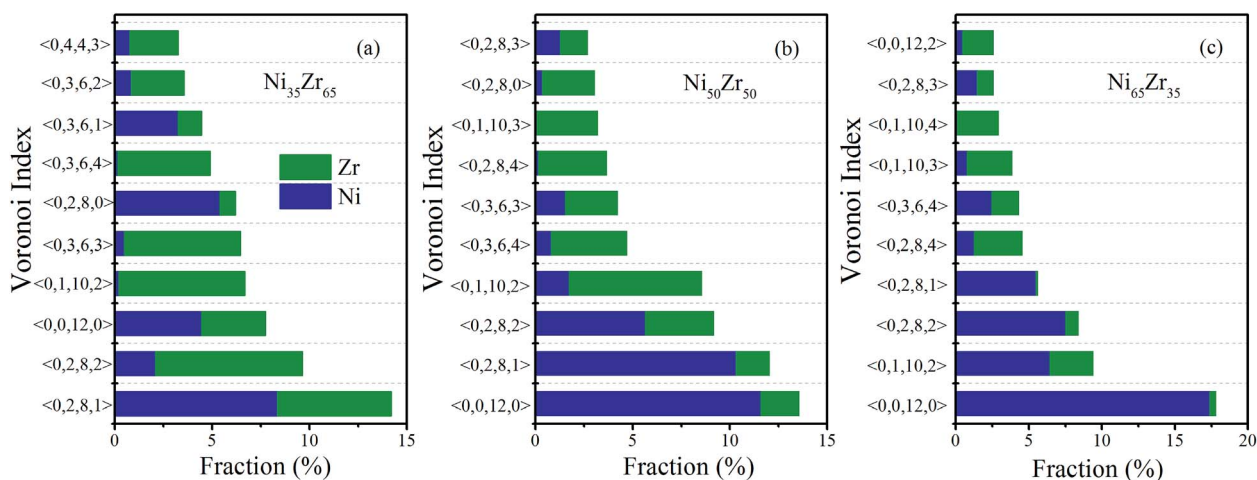 (a)
Ni35Zr65
Voronoi Index
<0,4,4,3>
<0,3,6,2>
<0,3,6,1>
<0,3,6,4>
<0,2,8,0>
<0,3,6,3>
<0,1,10,2>
<0,0,12,0>
<0,2,8,2>
<0,2,8,1>
Zr
Ni
0 5 10 15
Fraction (%)
(b)
Ni50Zr50
Voronoi Index
<0,2,8,3>
<0,2,8,0>
<0,1,10,3>
<0,2,8,4>
<0,3,6,3>
<0,3,6,4>
<0,1,10,2>
<0,2,8,2>
<0,2,8,1>
<0,0,12,0>
0 5 10 15
Fraction (%)
(c)
Ni65Zr35
Voronoi Index
<0,0,12,2>
<0,2,8,3>
<0,1,10,4>
<0,1,10,3>
<0,3,6,4>
<0,2,8,4>
<0,2,8,1>
<0,2,8,2>
<0,1,10,2>
<0,0,12,0>
0 5 10 15 20
Fraction (%)